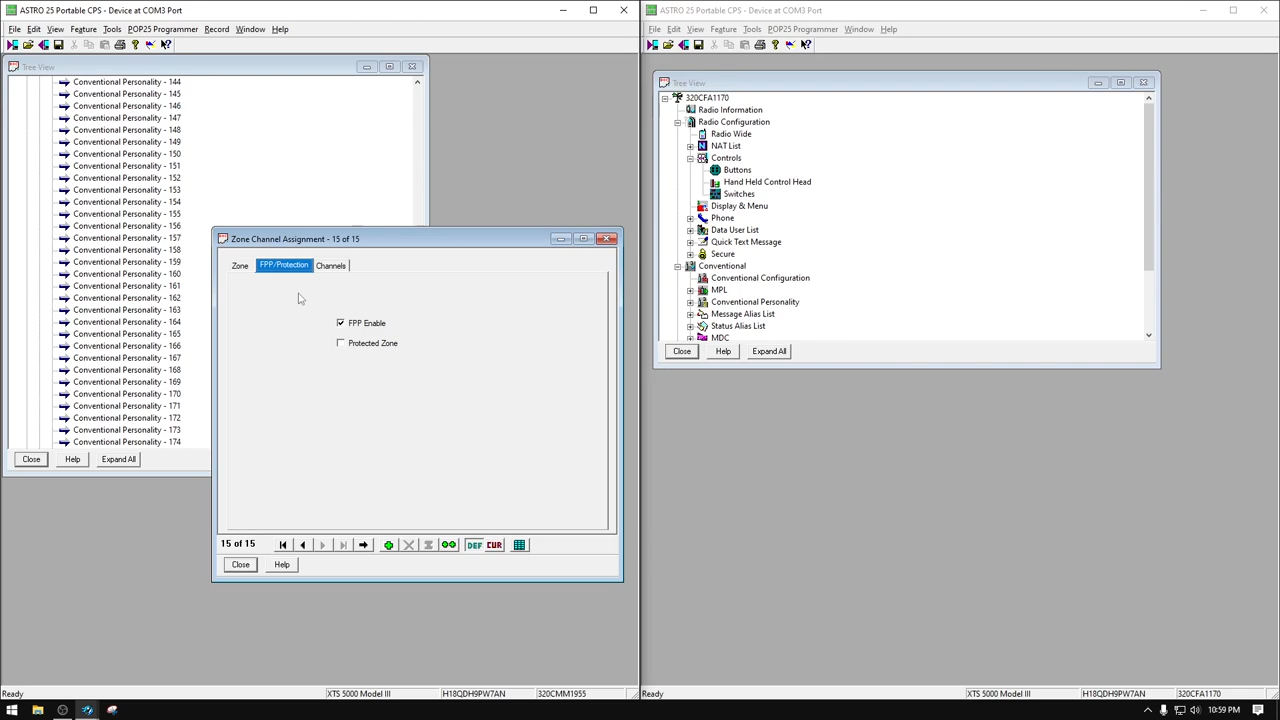 ASTRO 25 Portable CPS - Device at COM3 Port
File Edit View Feature Tools POP25 Programmer Record Window Help
Tree View
Conventional Personality - 144
Conventional Personality - 145
Conventional Personality - 146
Conventional Personality - 147
Conventional Personality - 148
Conventional Personality - 149
Conventional Personality - 150
Conventional Personality - 151
Conventional Personality - 152
Conventional Personality - 153
Conventional Personality - 154
Conventional Personality - 155
Conventional Personality - 156
Conventional Personality - 157
Conventional Personality - 158
Conventional Personality - 159
Conventional Personality - 160
Conventional Personality - 161
Conventional Personality - 162
Conventional Personality - 163
Conventional Personality - 164
Conventional Personality - 165
Conventional Personality - 166
Conventional Personality - 167
Conventional Personality - 168
Conventional Personality - 169
Conventional Personality - 170
Conventional Personality - 171
Conventional Personality - 172
Conventional Personality - 173
Conventional Personality - 174
Close Help Expand All
Zone Channel Assignment - 15 of 15
Zone FPP/Protection Channels
FPP Enable
Protected Zone
15 of 15 DEF CUR
Close Help
Ready XTS 5000 Model III H18QDH9PW7AN 320CMM1955
ASTRO 25 Portable CPS - Device at COM3 Port
File Edit View Feature Tools POP25 Programmer Window Help
Tree View
320CFA1170
Radio Information
Radio Configuration
Radio Wide
NAT List
Controls
Buttons
Hand Held Control Head
Switches
Display & Menu
Phone
Data User List
Quick Text Message
Secure
Conventional
Conventional Configuration
MPL
Conventional Personality
Message Alias List
Status Alias List
MDC
Close Help Expand All
Ready XTS 5000 Model III H18QDH9PW7AN 320CFA1170
10:59 PM